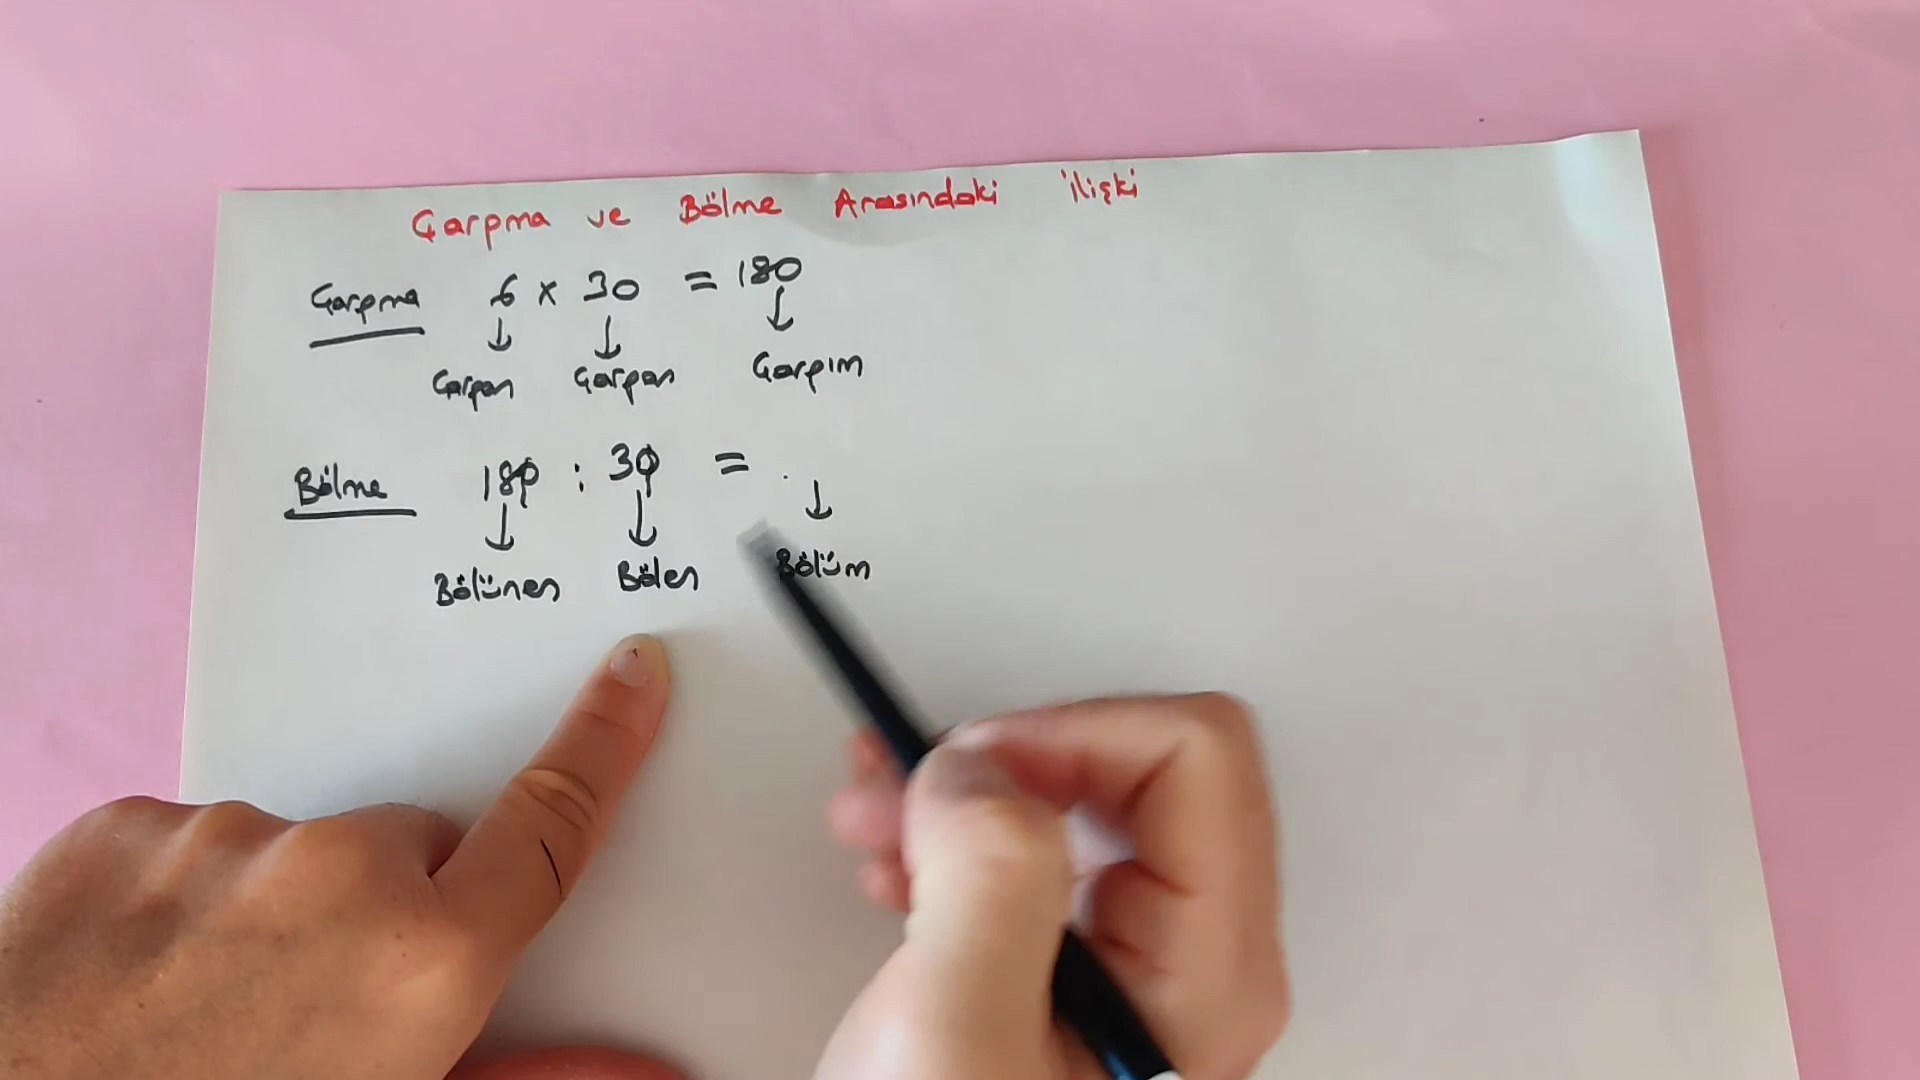 Çarpma ve Bölme Arasındaki İlişki
Çarpma 6 x 30 = 180
Çarpan Çarpan Çarpım
Bölme 180 : 30 =
Bölünen Bölen Bölüm